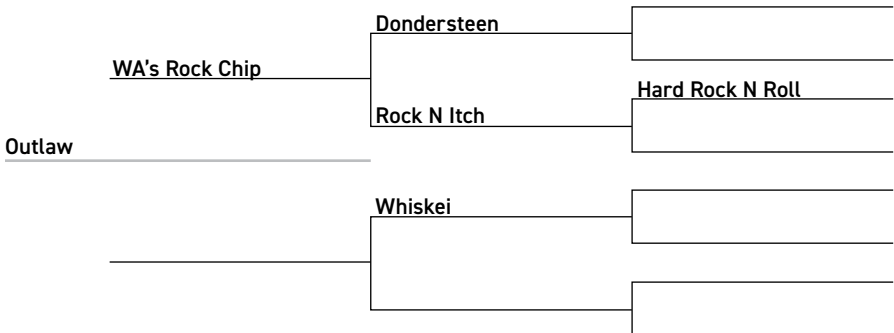 Dondersteen
WA's Rock Chip
Hard Rock N Roll
Rock N Itch
Outlaw
Whiskei